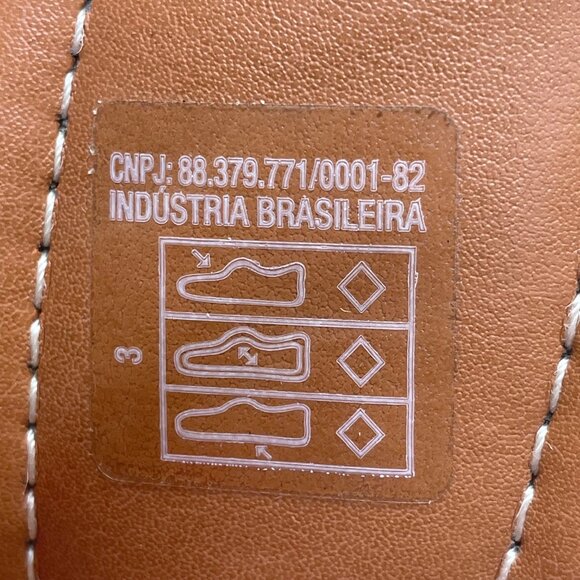 CNPJ: 88.379.771/0001-82
INDÚSTRIA BRASILEIRA
3